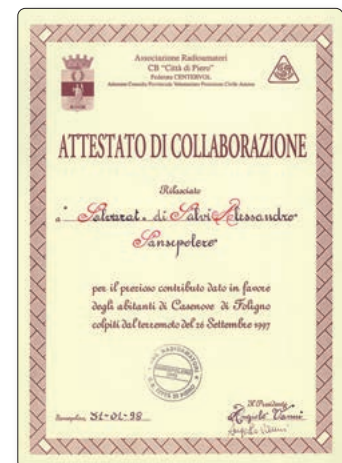 Associazione Radioamatori
CB "Città di Piero"
Federata CENTERVOL
ATTESTATO DI COLLABORAZIONE
Rilasciato
a "Salvarat" di Salvi Alessandro
Sansepolcro
per il prezioso contributo dato in favore
degli abitanti di Casenove di Foligno
colpiti dal terremoto del 26 Settembre 1997
Il Presidente
Sansepolcro, 31-01-98